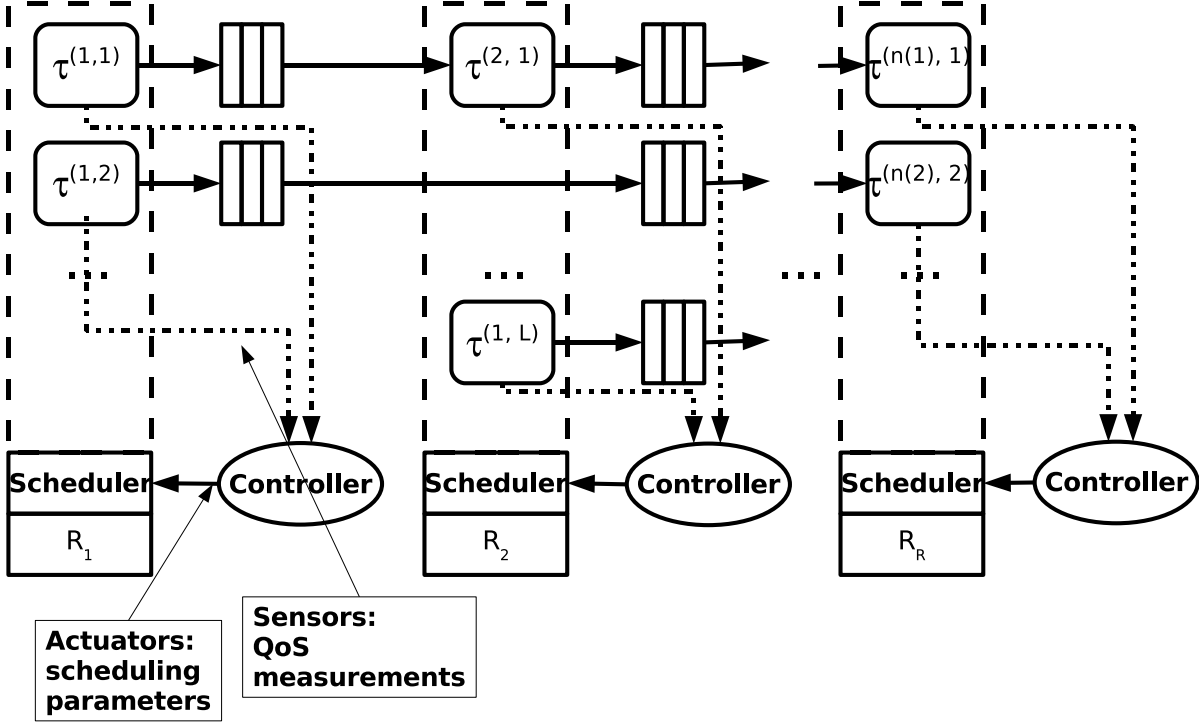 τ(1,1)
τ(2, 1)
τ(n(1), 1)
τ(1,2)
τ(n(2), 2)
...
...
...
...
τ(1, L)
Scheduler
Controller
Scheduler
Controller
Scheduler
Controller
R1
R2
RR
Actuators:
scheduling
parameters
Sensors:
QoS
measurements